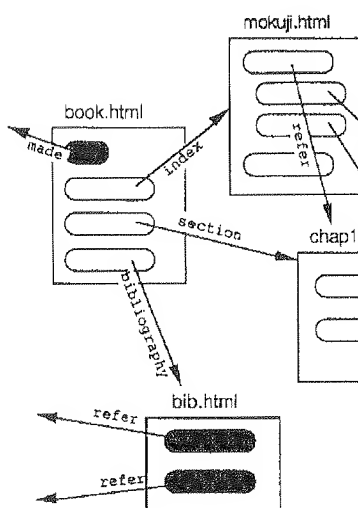 mokuji.html
book.html
made
index
refer
section
chap1
bibliography
bib.html
refer
refer